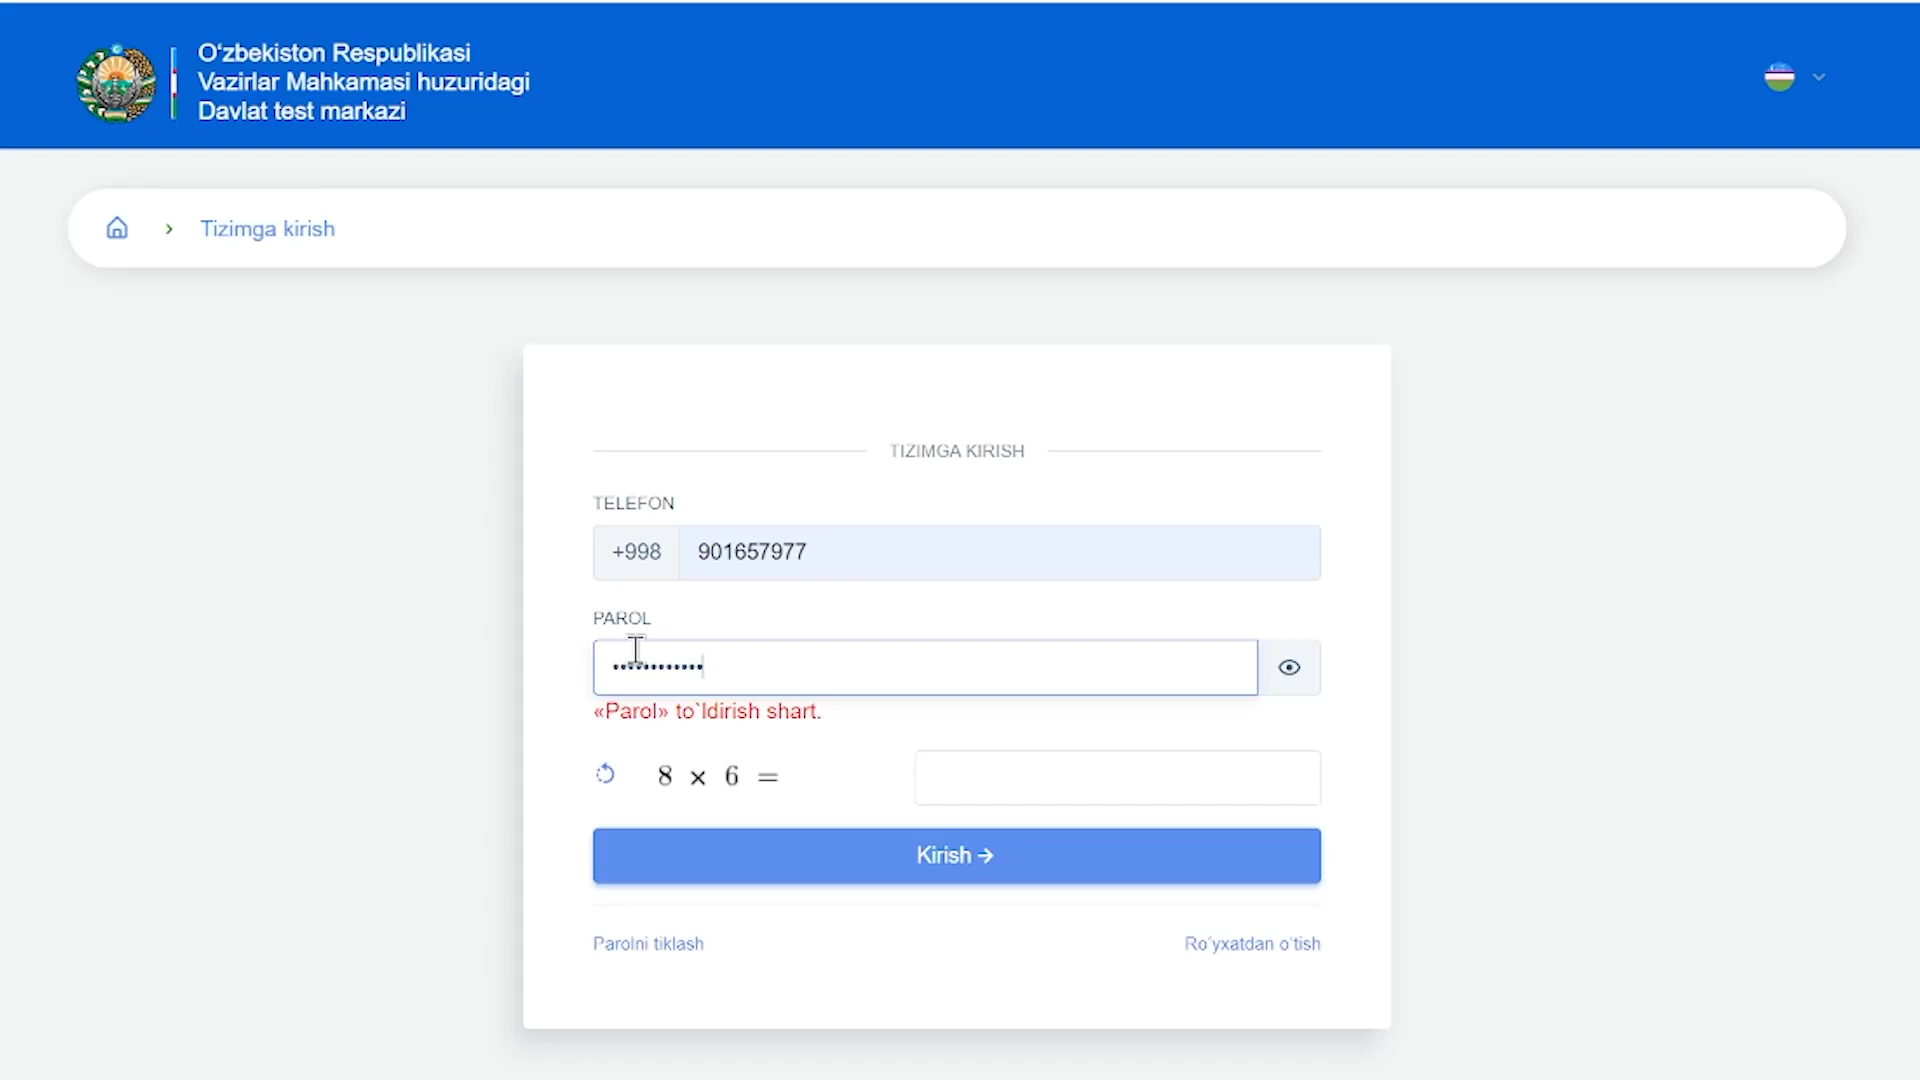 O‘zbekiston Respublikasi
Vazirlar Mahkamasi huzuridagi
Davlat test markazi
Tizimga kirish
TIZIMGA KIRISH
TELEFON
+998 901657977
PAROL
«Parol» to`ldirish shart.
8 × 6 =
Kirish →
Parolni tiklash
Ro´yxatdan o´tish